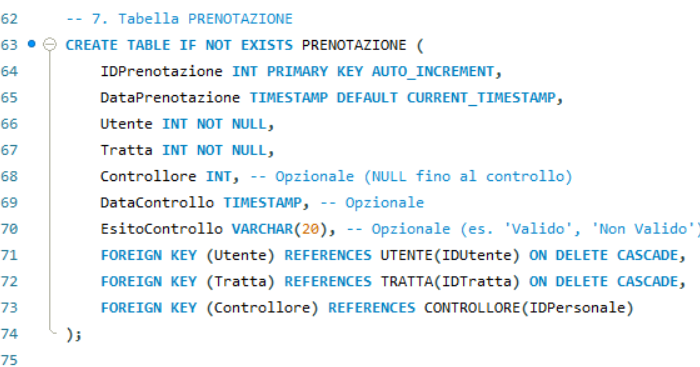 62 -- 7. Tabella PRENOTAZIONE
63 CREATE TABLE IF NOT EXISTS PRENOTAZIONE (
64 IDPrenotazione INT PRIMARY KEY AUTO_INCREMENT,
65 DataPrenotazione TIMESTAMP DEFAULT CURRENT_TIMESTAMP,
66 Utente INT NOT NULL,
67 Tratta INT NOT NULL,
68 Controllore INT, -- Opzionale (NULL fino al controllo)
69 DataControllo TIMESTAMP, -- Opzionale
70 EsitoControllo VARCHAR(20), -- Opzionale (es. 'Valido', 'Non Valido')
71 FOREIGN KEY (Utente) REFERENCES UTENTE(IDUtente) ON DELETE CASCADE,
72 FOREIGN KEY (Tratta) REFERENCES TRATTA(IDTratta) ON DELETE CASCADE,
73 FOREIGN KEY (Controllore) REFERENCES CONTROLLORE(IDPersonale)
74 );
75